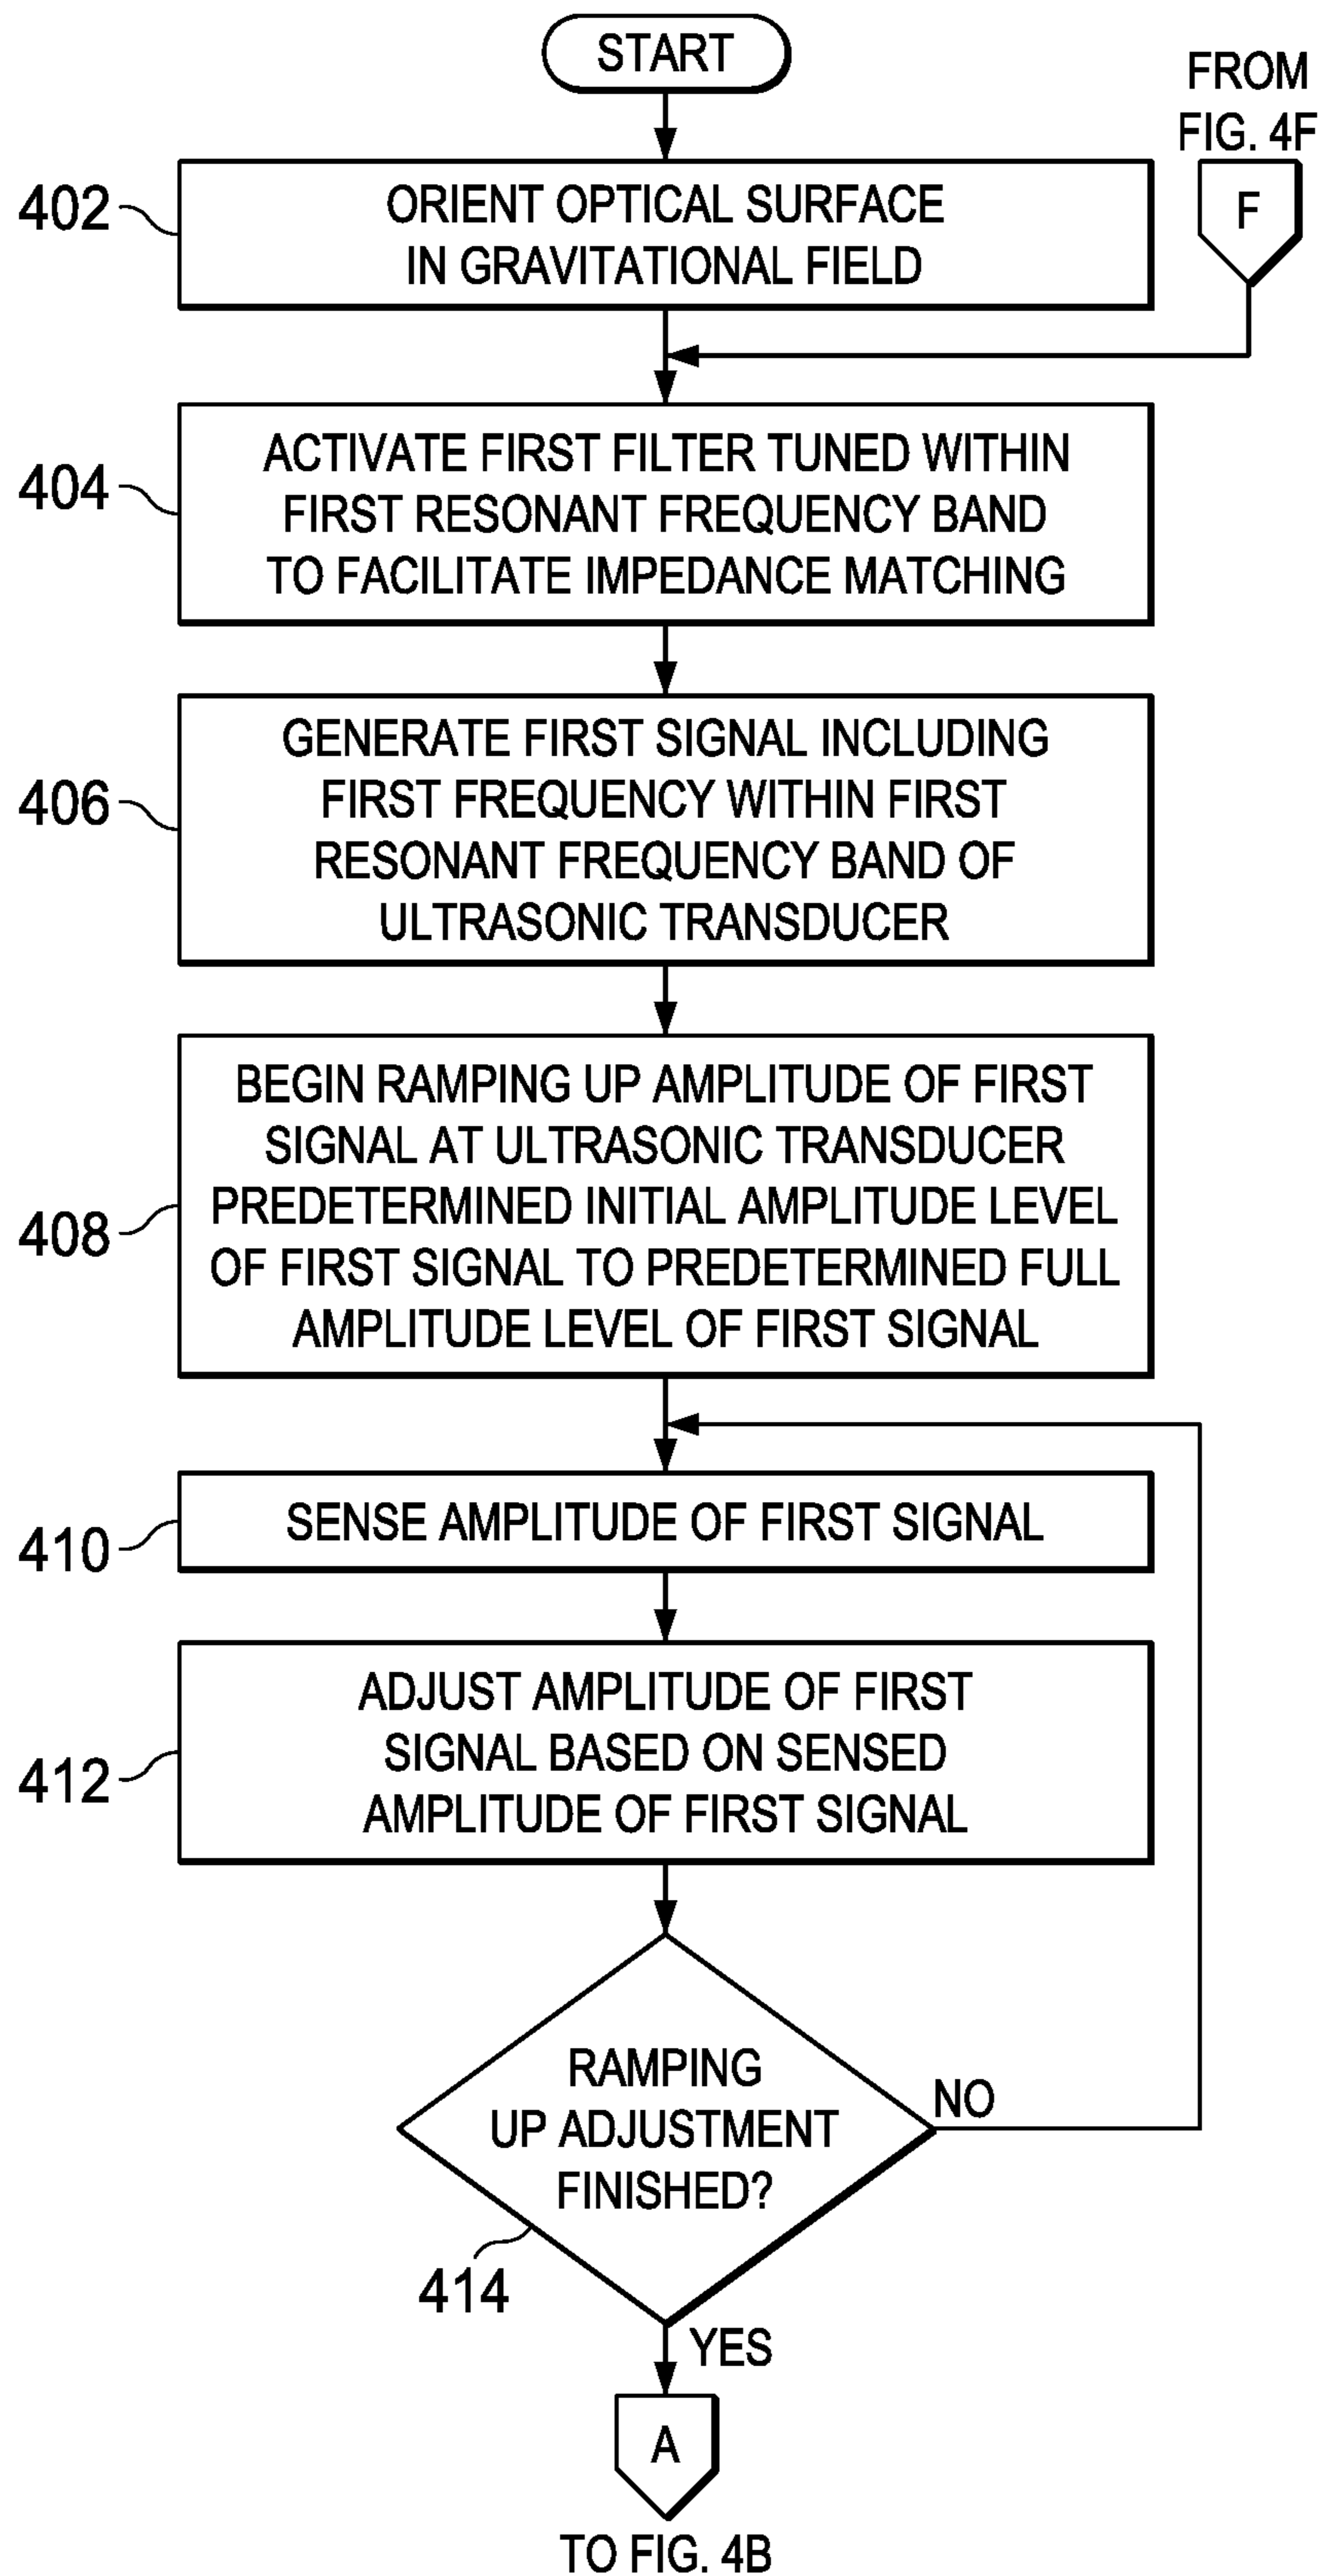 START
FROM
FIG. 4F
F
402
ORIENT OPTICAL SURFACE
IN GRAVITATIONAL FIELD
404
ACTIVATE FIRST FILTER TUNED WITHIN
FIRST RESONANT FREQUENCY BAND
TO FACILITATE IMPEDANCE MATCHING
406
GENERATE FIRST SIGNAL INCLUDING
FIRST FREQUENCY WITHIN FIRST
RESONANT FREQUENCY BAND OF
ULTRASONIC TRANSDUCER
408
BEGIN RAMPING UP AMPLITUDE OF FIRST
SIGNAL AT ULTRASONIC TRANSDUCER
PREDETERMINED INITIAL AMPLITUDE LEVEL
OF FIRST SIGNAL TO PREDETERMINED FULL
AMPLITUDE LEVEL OF FIRST SIGNAL
410
SENSE AMPLITUDE OF FIRST SIGNAL
412
ADJUST AMPLITUDE OF FIRST
SIGNAL BASED ON SENSED
AMPLITUDE OF FIRST SIGNAL
RAMPING
UP ADJUSTMENT
FINISHED?
NO
414
YES
A
TO FIG. 4B